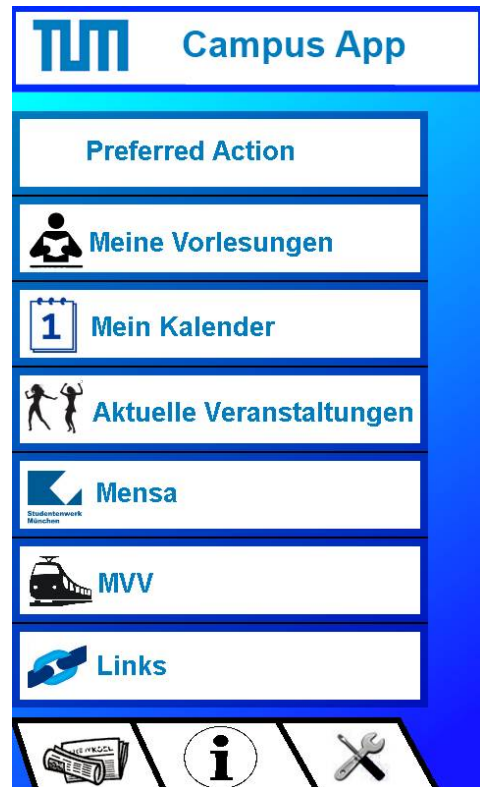 TUM Campus App
Preferred Action
Meine Vorlesungen
1 Mein Kalender
Aktuelle Veranstaltungen
Studentenwerk
München
Mensa
MVV
Links
i